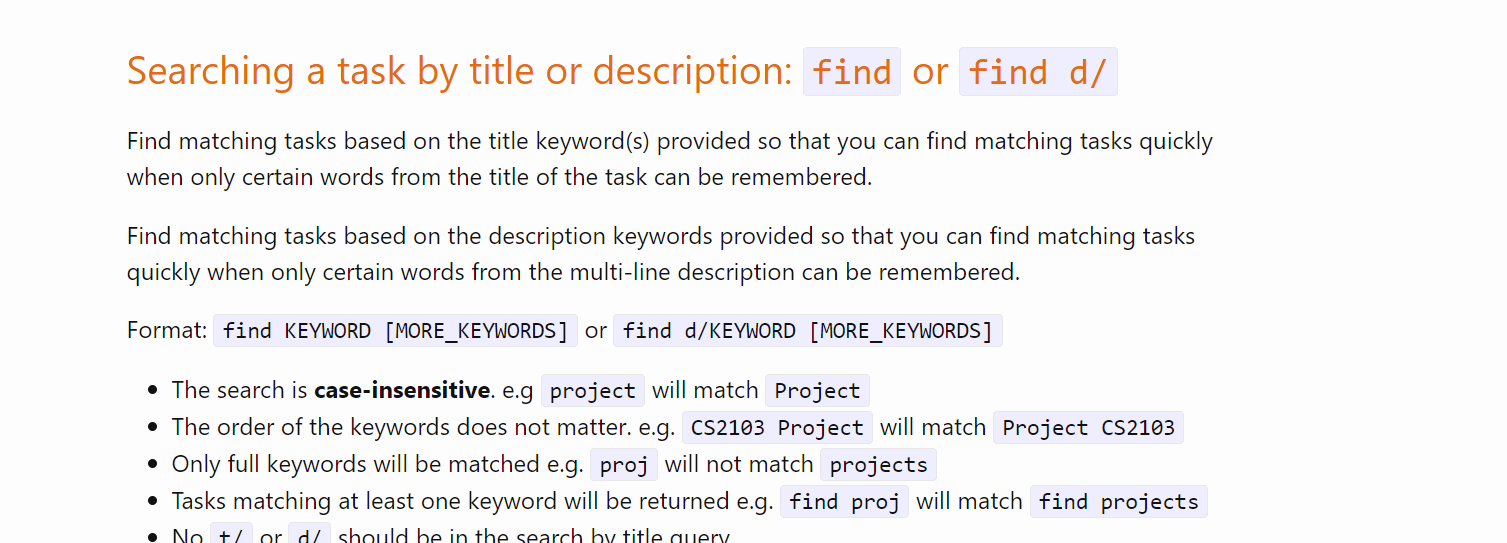 Searching a task by title or description: find or find d/
Find matching tasks based on the title keyword(s) provided so that you can find matching tasks quickly
when only certain words from the title of the task can be remembered.
Find matching tasks based on the description keywords provided so that you can find matching tasks
quickly when only certain words from the multi-line description can be remembered.
Format: find KEYWORD [MORE_KEYWORDS] or find d/KEYWORD [MORE_KEYWORDS]
• The search is case-insensitive. e.g project will match Project
• The order of the keywords does not matter. e.g. CS2103 Project will match Project CS2103
• Only full keywords will be matched e.g. proj will not match projects
• Tasks matching at least one keyword will be returned e.g. find proj will match find projects
• No t/ or d/ should be in the search by title query